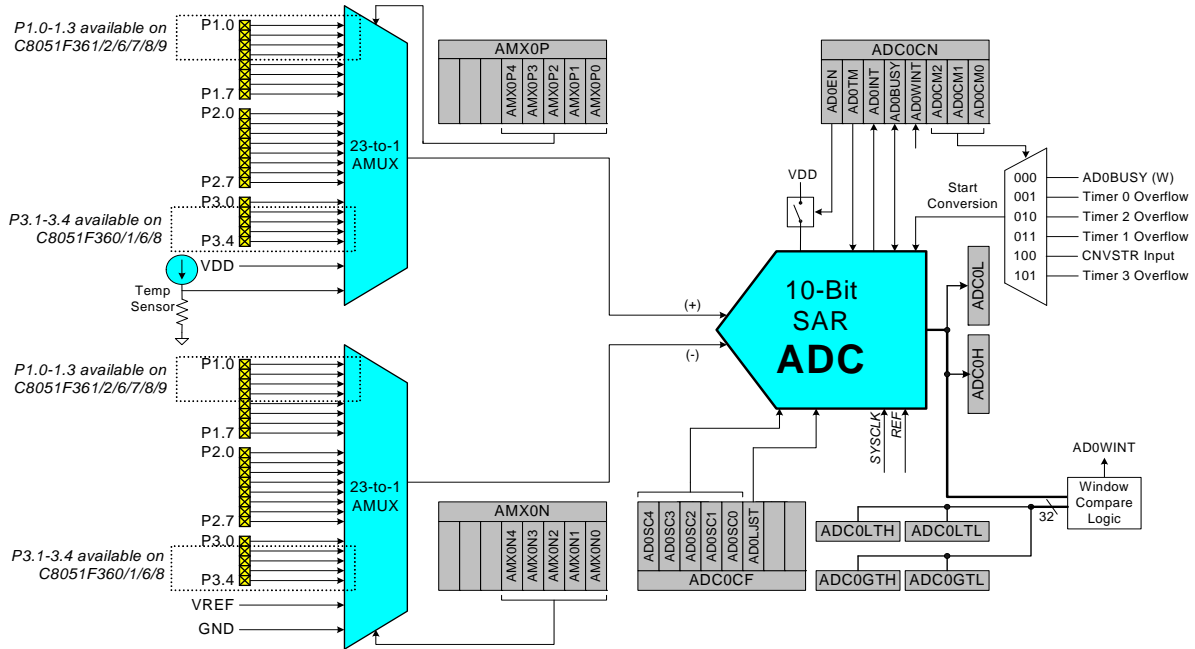 P1.0-1.3 available on
C8051F361/2/6/7/8/9
P1.0
P1.7
P2.0
P2.7
P3.0
P3.1-3.4 available on
C8051F360/1/6/8
P3.4
VDD
Temp
Sensor
23-to-1
AMUX
AMX0P
AMX0P4
AMX0P3
AMX0P2
AMX0P1
AMX0P0
ADC0CN
AD0EN
AD0TM
AD0INT
AD0BUSY
AD0WINT
AD0CM2
AD0CM1
AD0CM0
VDD
Start
Conversion
000 AD0BUSY (W)
001 Timer 0 Overflow
010 Timer 2 Overflow
011 Timer 1 Overflow
100 CNVSTR Input
101 Timer 3 Overflow
(+)
(-)
10-Bit
SAR
ADC
ADC0L
ADC0H
SYSCLK
REF
P1.0-1.3 available on
C8051F361/2/6/7/8/9
P1.0
P1.7
P2.0
P2.7
P3.0
P3.1-3.4 available on
C8051F360/1/6/8
P3.4
VREF
GND
23-to-1
AMUX
AMX0N
AMX0N4
AMX0N3
AMX0N2
AMX0N1
AMX0N0
AD0SC4
AD0SC3
AD0SC2
AD0SC1
AD0SC0
AD0LJST
ADC0CF
AD0WINT
Window
Compare
Logic
32
ADC0LTH
ADC0LTL
ADC0GTH
ADC0GTL